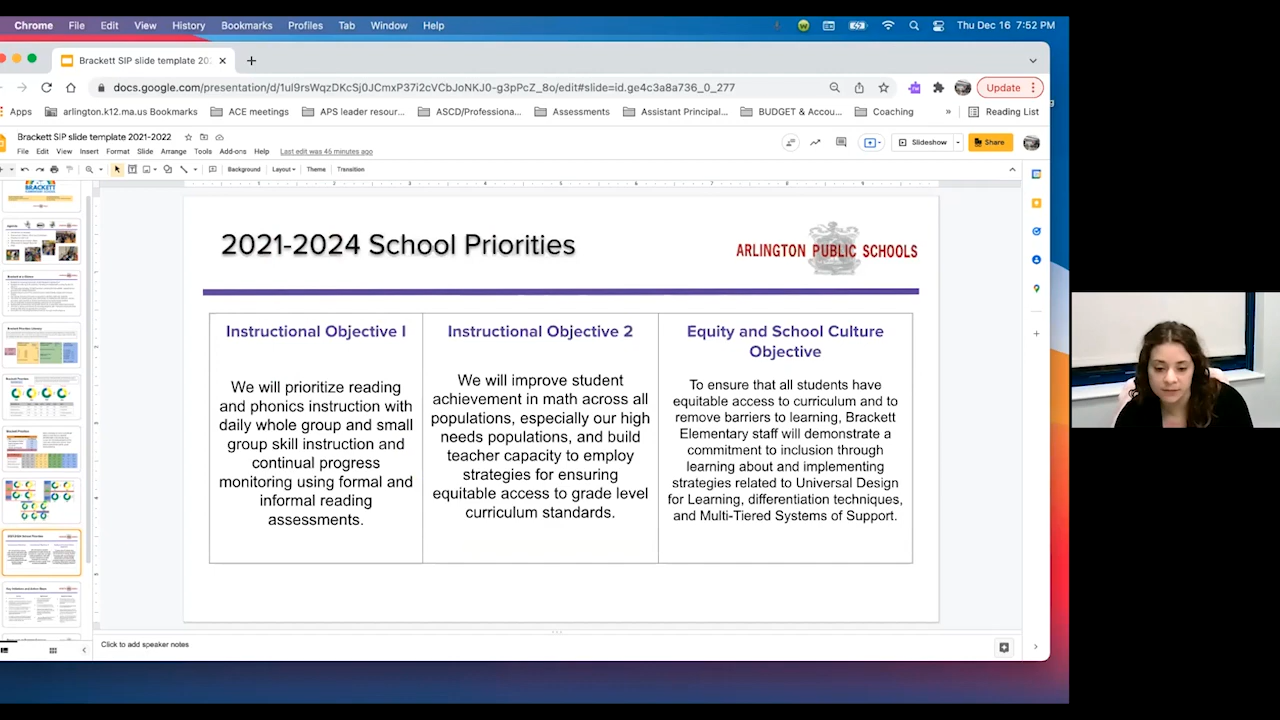 Chrome File Edit View History Bookmarks Profiles Tab Window Help Thu Dec 16 7:52 PM
Brackett SIP slide template 202
docs.google.com/presentation/d/1uI9rsWqrDKcSj0JCmxP37i2cVCbJoNKJ0-g3pPcZ_8o/edit#slide=id.ge4c3a8a736_0_277
Update
Apps arlington.k12.ma.us Bookmarks ACE meetings APS leader resour... ASCD/Professiona... Assessments Assistant Principal... BUDGET & Accou... Coaching » Reading List
Brackett SIP slide template 2021-2022
File Edit View Insert Format Slide Arrange Tools Add-ons Help Last edit was 46 minutes ago
Slideshow
Share
Background Layout Theme Transition
2021-2024 School Priorities
ARLINGTON PUBLIC SCHOOLS
Instructional Objective I
We will prioritize reading
and phonics instruction with
daily whole group and small
group skill instruction and
continual progress
monitoring using formal and
informal reading
assessments.
Instructional Objective 2
We will improve student
achievement in math across all
populations, especially our high
needs population, and build
teacher capacity to employ
strategies for ensuring
equitable access to grade level
curriculum standards.
Equity and School Culture
Objective
To ensure that all students have
equitable access to curriculum and
remove barriers to learning, Brackett
Elementary staff will demonstrate a
commitment to inclusion through
learning about and implementing
strategies related to Universal Design
for Learning, differentiation techniques,
and Multi-Tiered Systems of Support.
Click to add speaker notes